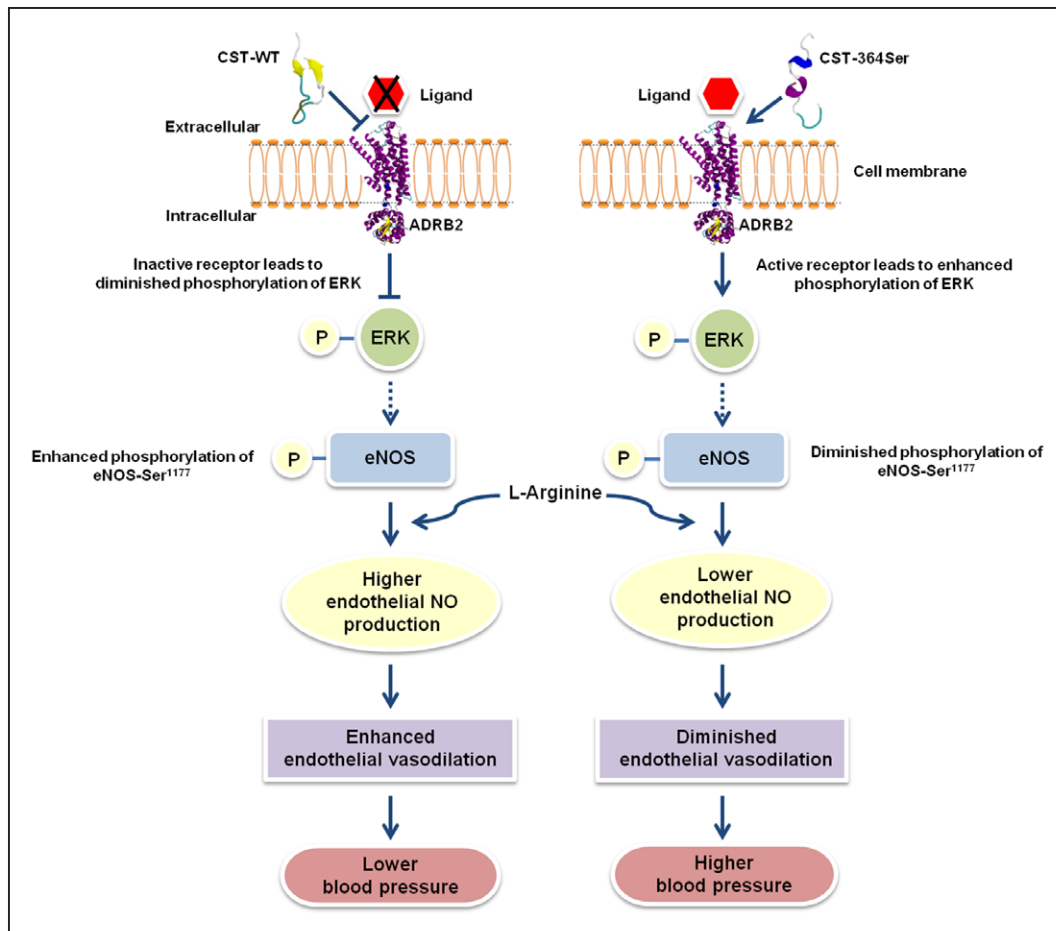 CST-WT
Ligand
Extracellular
Intracellular
ADRB2
Inactive receptor leads to
diminished phosphorylation of ERK
P
ERK
Enhanced phosphorylation of
eNOS-Ser¹¹⁷⁷
P
eNOS
L-Arginine
Higher
endothelial NO
production
Enhanced
endothelial vasodilation
Lower
blood pressure
CST-364Ser
Ligand
Cell membrane
ADRB2
Active receptor leads to enhanced
phosphorylation of ERK
P
ERK
P
eNOS
Diminished phosphorylation of
eNOS-Ser¹¹⁷⁷
Lower
endothelial NO
production
Diminished
endothelial vasodilation
Higher
blood pressure